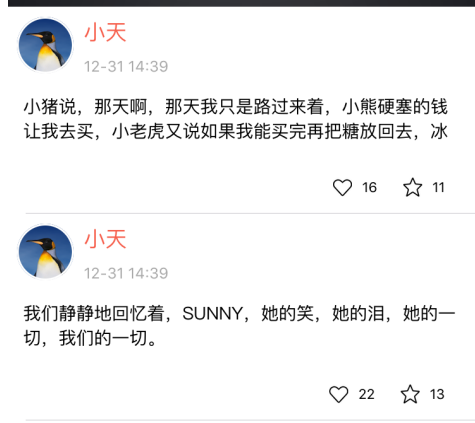 小天
12-31 14:39
小猪说，那天啊，那天我只是路过来着，小熊硬塞的钱
让我去买，小老虎又说如果我能买完再把糖放回去，冰
16 11
小天
12-31 14:39
我们静静地回忆着，SUNNY，她的笑，她的泪，她的一
切，我们的一切。
22 13